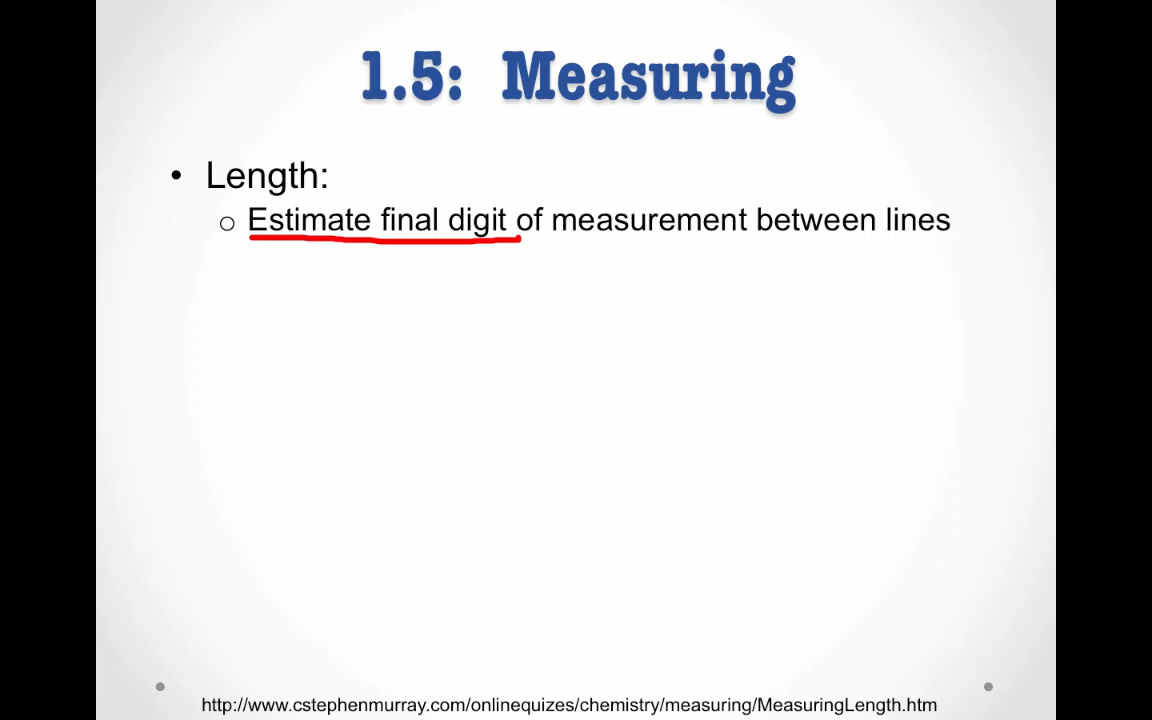 1.5: Measuring
• Length:
o Estimate final digit of measurement between lines
http://www.cstephenmurray.com/onlinequizes/chemistry/measuring/MeasuringLength.htm